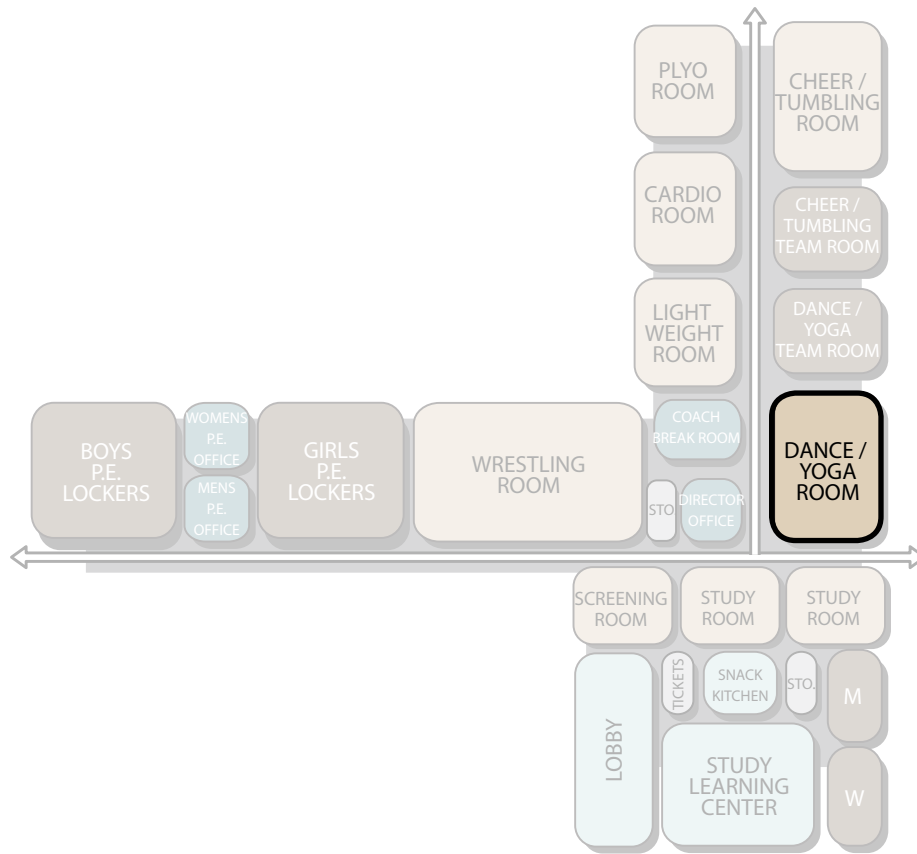 PLYO
ROOM
CHEER /
TUMBLING
ROOM
CARDIO
ROOM
CHEER /
TUMBLING
TEAM ROOM
LIGHT
WEIGHT
ROOM
DANCE /
YOGA
TEAM ROOM
BOYS
P.E.
LOCKERS
WOMENS
P.E.
OFFICE
MENS
P.E.
OFFICE
GIRLS
P.E.
LOCKERS
WRESTLING
ROOM
COACH
BREAK ROOM
STO
DIRECTOR
OFFICE
DANCE /
YOGA
ROOM
SCREENING
ROOM
STUDY
ROOM
STUDY
ROOM
LOBBY
TICKETS
SNACK
KITCHEN
STO.
M
STUDY
LEARNING
CENTER
W